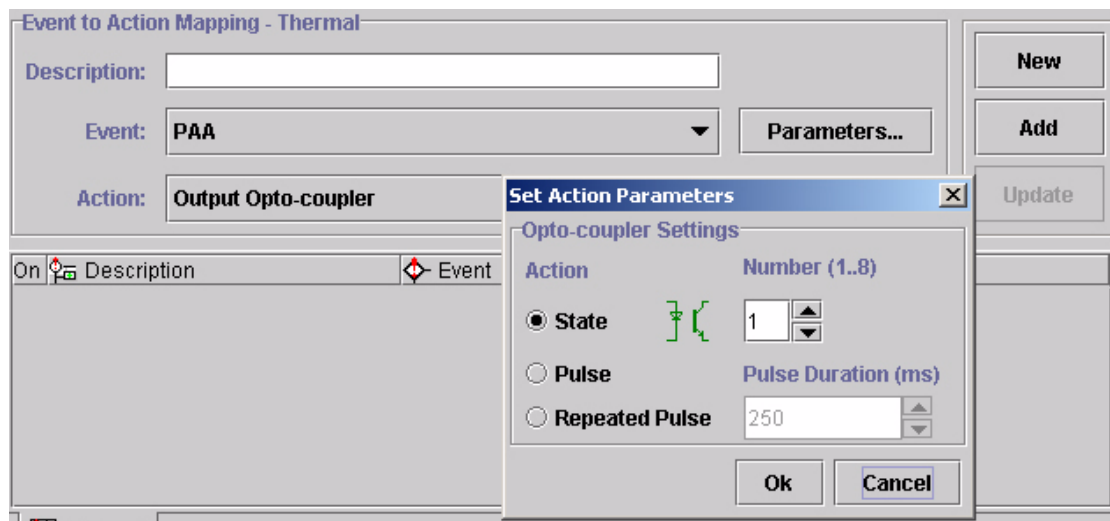 Event to Action Mapping - Thermal
Description:
New
Event: PAA Parameters... Add
Action: Output Opto-coupler
Update
Set Action Parameters
Opto-coupler Settings
On Description Event
Action Number (1..8)
State 1
Pulse Pulse Duration (ms)
Repeated Pulse 250
Ok Cancel